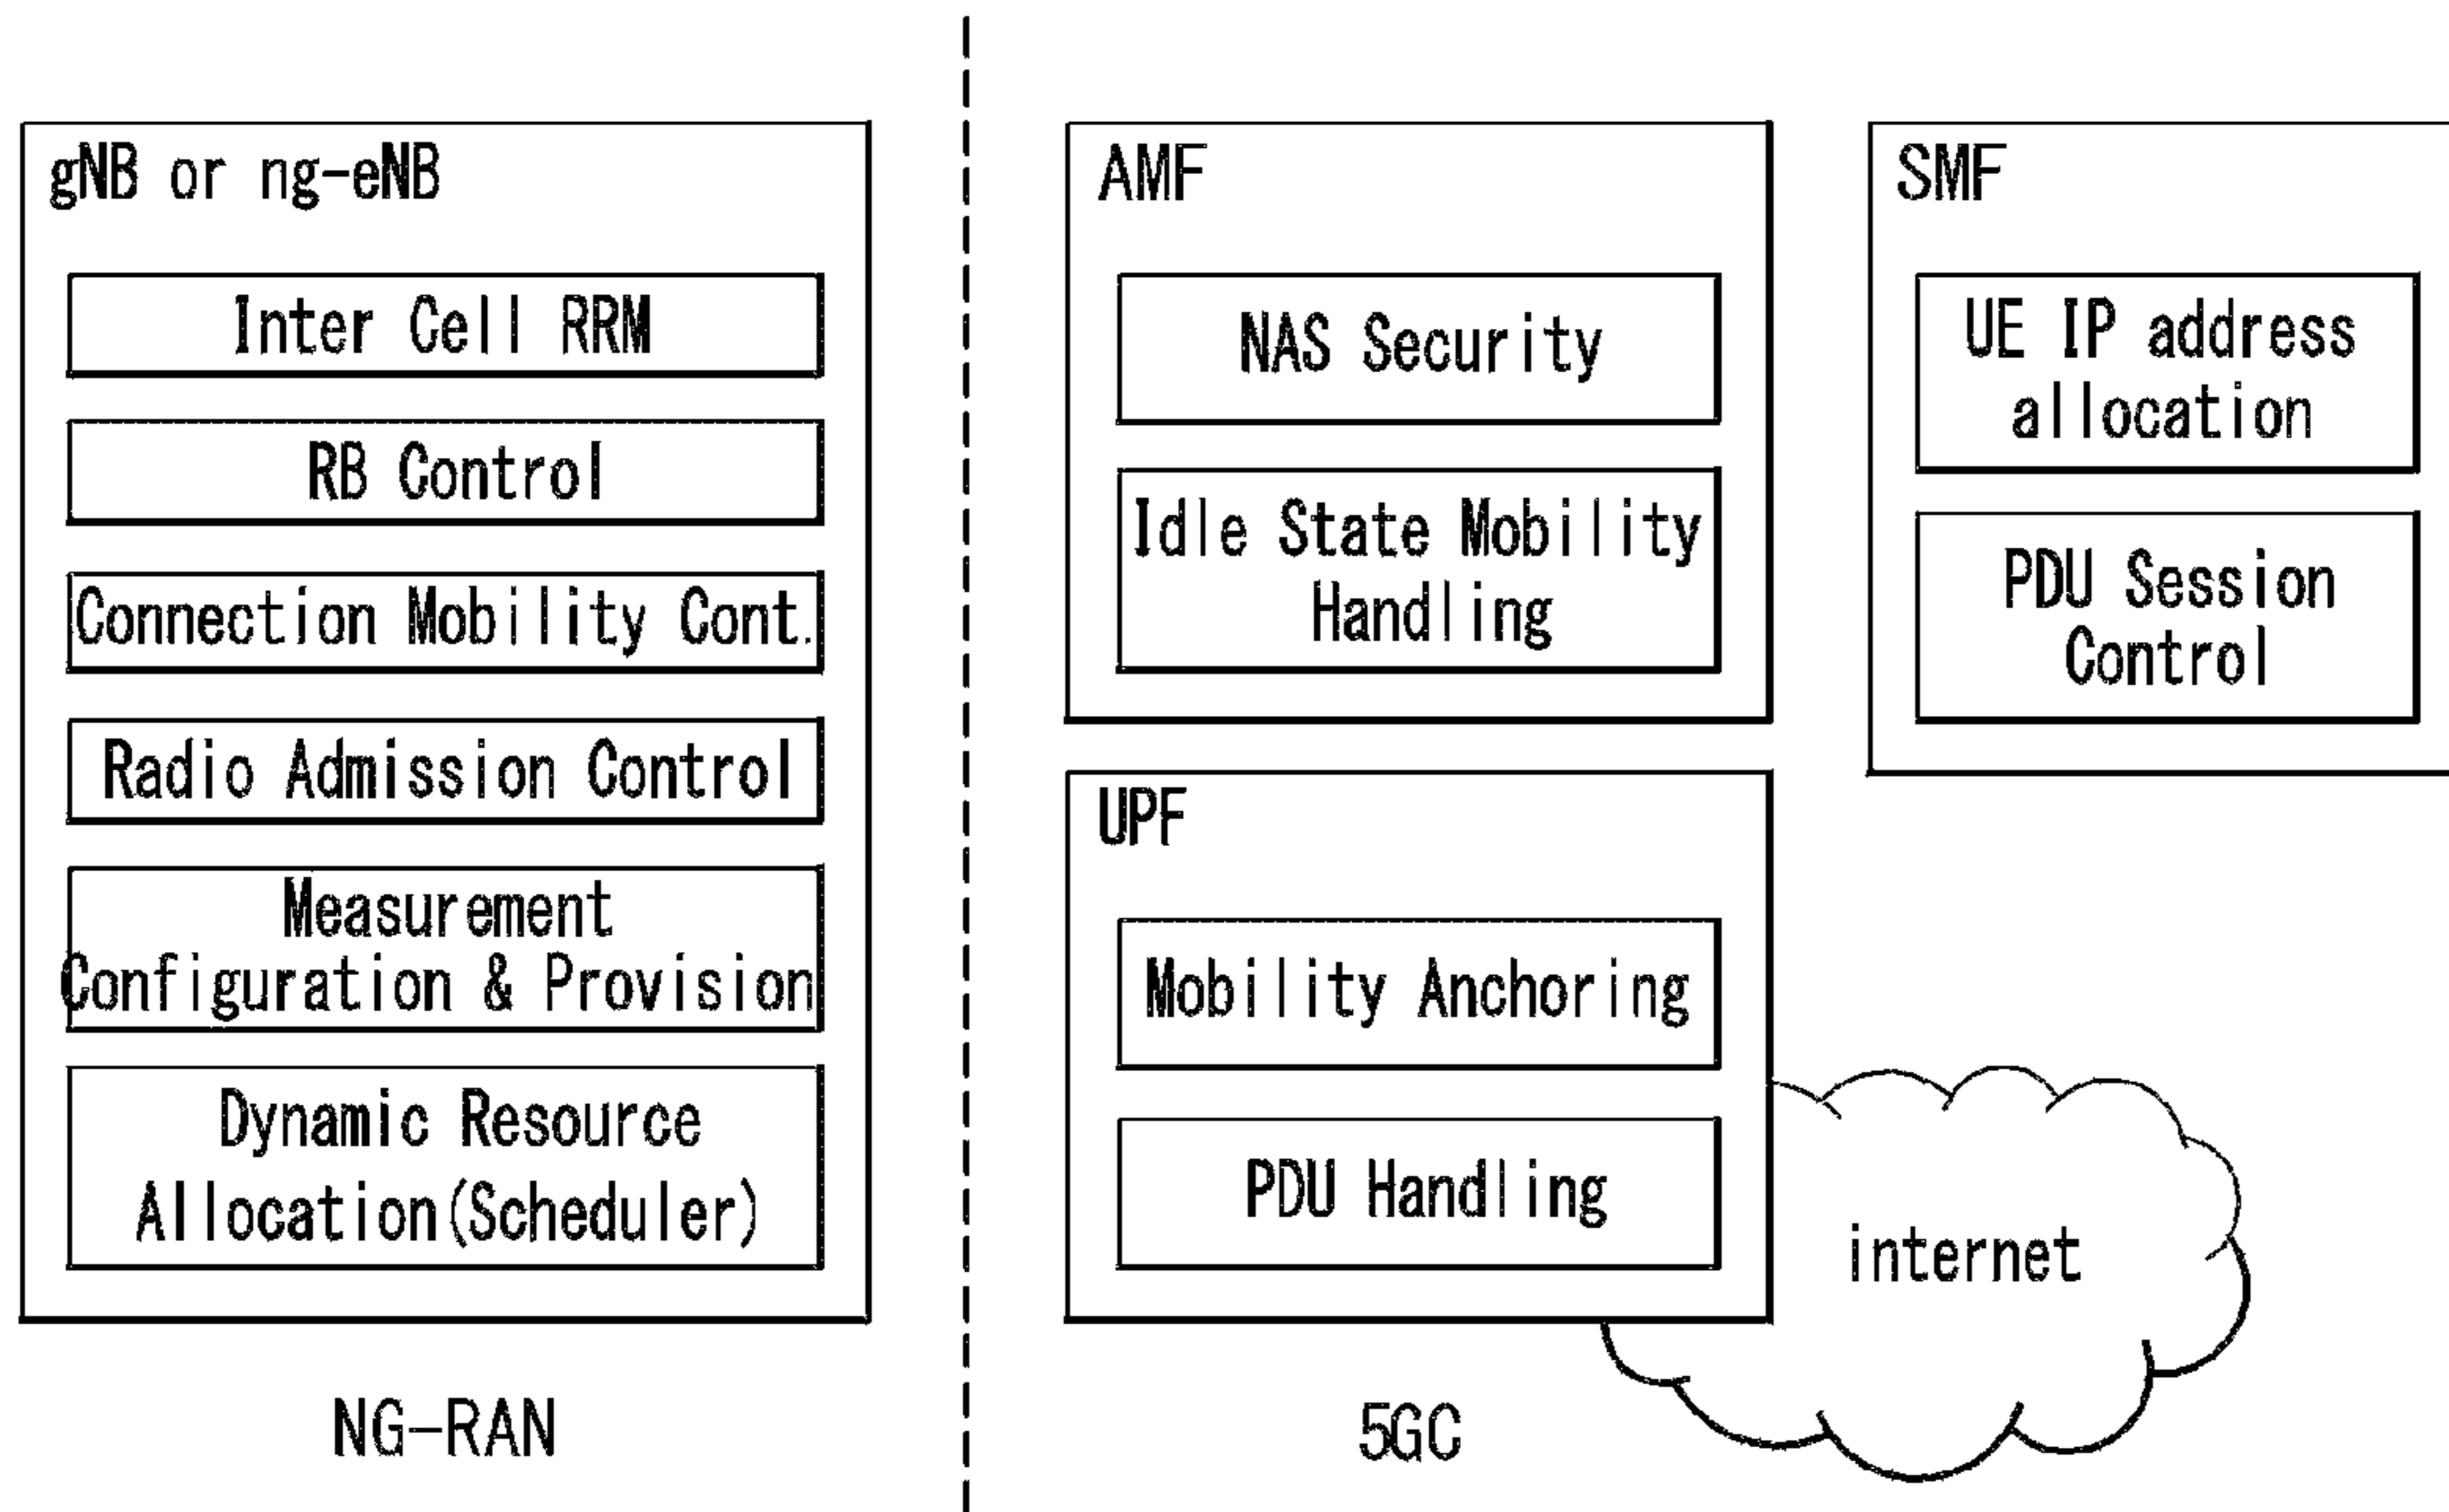 gNB or ng-eNB
Inter Cell RRM
RB Control
Connection Mobility Cont.
Radio Admission Control
Measurement
Configuration & Provision
Dynamic Resource
Allocation(Scheduler)
NG-RAN
AMF
NAS Security
Idle State Mobility
Handling
SMF
UE IP address
allocation
PDU Session
Control
UPF
Mobility Anchoring
PDU Handling
internet
5GC